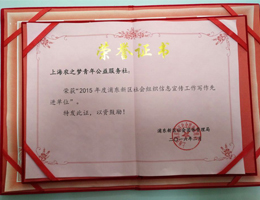 荣誉证书
上海农之梦青年公益服务社:
荣获“2015年度浦东新区社会组织信息宣传工作写作先
进单位”。
特发此证,以资鼓励!